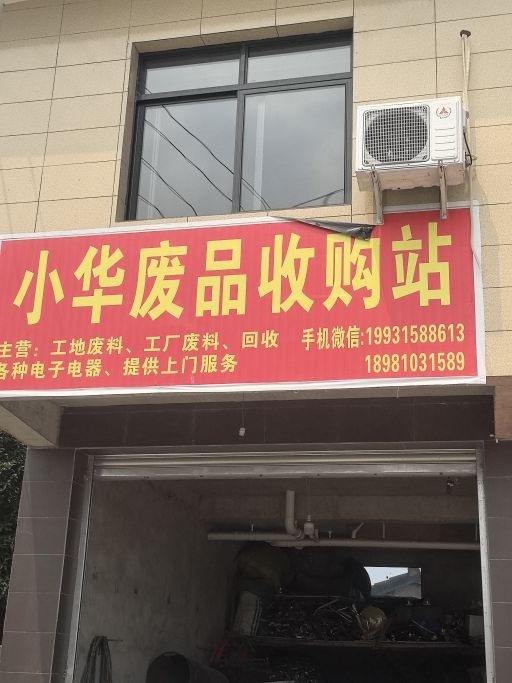 小华废品收购站
主营：工地废料、工厂废料、回收
各种电子电器、提供上门服务
手机微信:19931588613
18981031589